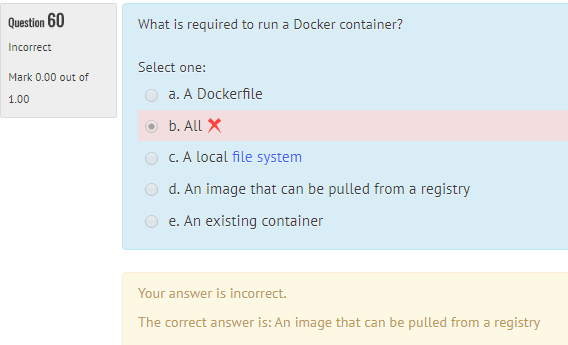 Question 60
Incorrect
Mark 0.00 out of
1.00
What is required to run a Docker container?
Select one:
a. A Dockerfile
b. All
c. A local file system
d. An image that can be pulled from a registry
e. An existing container
Your answer is incorrect.
The correct answer is: An image that can be pulled from a registry